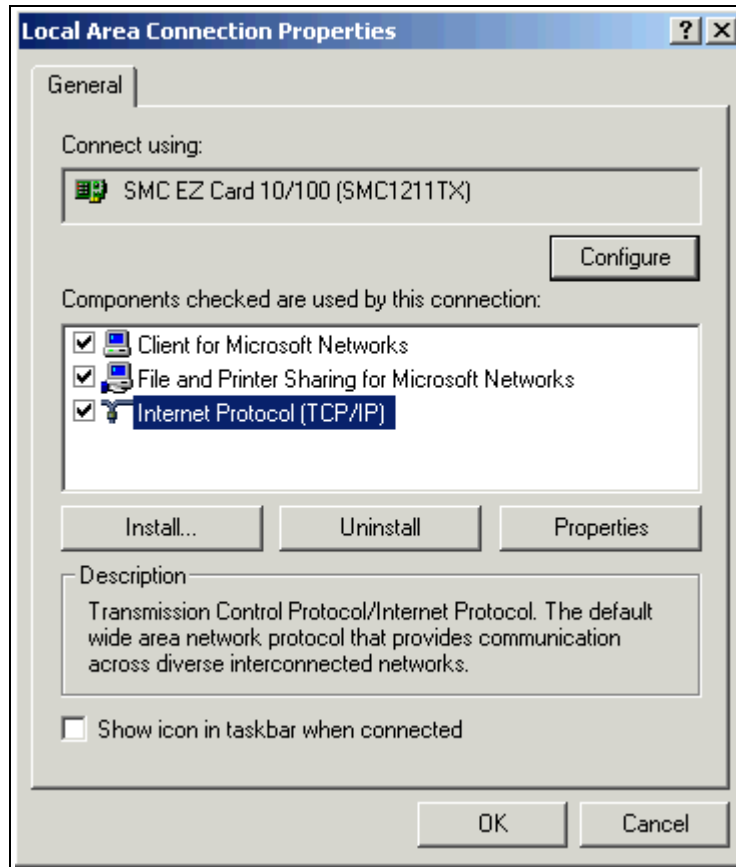 Local Area Connection Properties
General
Connect using:
SMC EZ Card 10/100 (SMC1211TX)
Configure
Components checked are used by this connection:
Client for Microsoft Networks
File and Printer Sharing for Microsoft Networks
Internet Protocol (TCP/IP)
Install... Uninstall Properties
Description
Transmission Control Protocol/Internet Protocol. The default
wide area network protocol that provides communication
across diverse interconnected networks.
Show icon in taskbar when connected
OK Cancel